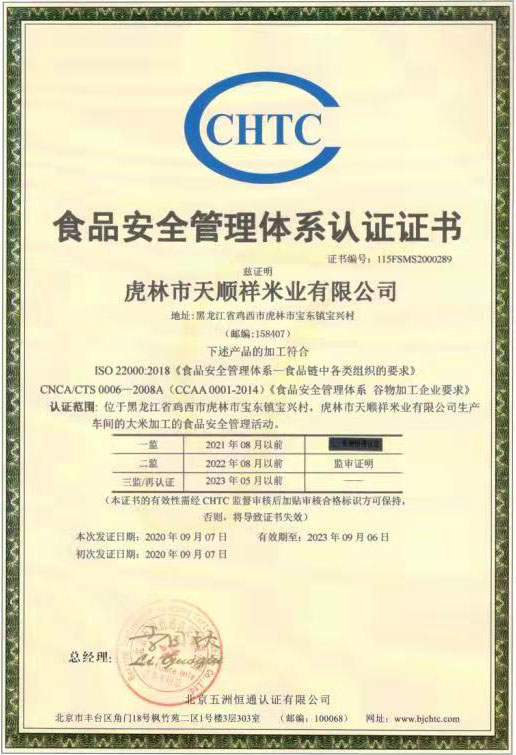 CHTC
食品安全管理体系认证证书
证书编号：115FSMS2000289
兹证明
虎林市天顺祥米业有限公司
地址:黑龙江省鸡西市虎林市宝东镇宝兴村
（邮编:158407）
下述产品的加工符合
ISO 22000:2018《食品安全管理体系—食品链中各类组织的要求》
CNCA/CTS 0006—2008A（CCAA 0001-2014)《食品安全管理体系 谷物加工企业要求》
认证范围: 位于黑龙江省鸡西市虎林市宝东镇宝兴村，虎林市天顺祥米业有限公司生产
车间的大米加工的食品安全管理活动。
一监 2021 年 08 月以前
二监 2022 年 08 月以前 监审证明
三监/再认证 2023 年 05 月以前 ——
（本证书的有效性需经 CHTC 监督审核后加贴审核合格标识方可保持，
否则，将导致证书失效）
本次发证日期：2020 年 09 月 07 日 有效期至：2023 年 09 月 06 日
初次发证日期：2020 年 09 月 07 日
总经理:
北京五洲恒通认证有限公司
北京市丰台区角门18号枫竹苑二区1号楼3层303室 （邮编：100068） 网址：www.bjchtc.com